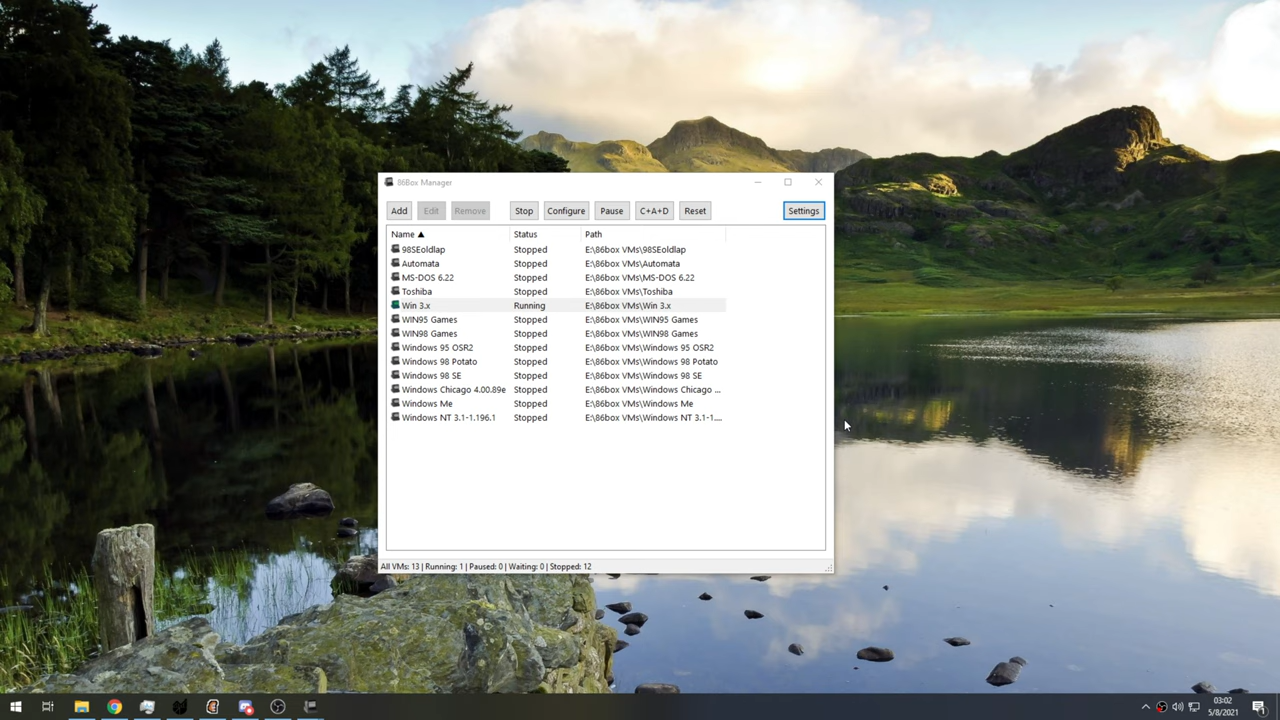 86Box Manager
Add Edit Remove Stop Configure Pause C+A+D Reset Settings
Name ▲ Status Path
98SEoldlap Stopped E:\86box VMs\98SEoldlap
Automata Stopped E:\86box VMs\Automata
MS-DOS 6.22 Stopped E:\86box VMs\MS-DOS 6.22
Toshiba Stopped E:\86box VMs\Toshiba
Win 3.x Running E:\86box VMs\Win 3.x
WIN95 Games Stopped E:\86box VMs\WIN95 Games
WIN98 Games Stopped E:\86box VMs\WIN98 Games
Windows 95 OSR2 Stopped E:\86box VMs\Windows 95 OSR2
Windows 98 Potato Stopped E:\86box VMs\Windows 98 Potato
Windows 98 SE Stopped E:\86box VMs\Windows 98 SE
Windows Chicago 4.00.89e Stopped E:\86box VMs\Windows Chicago ...
Windows Me Stopped E:\86box VMs\Windows Me
Windows NT 3.1-1.196.1 Stopped E:\86box VMs\Windows NT 3.1-1....
All VMs: 13 | Running: 1 | Paused: 0 | Waiting: 0 | Stopped: 12
03:02
5/8/2021
1